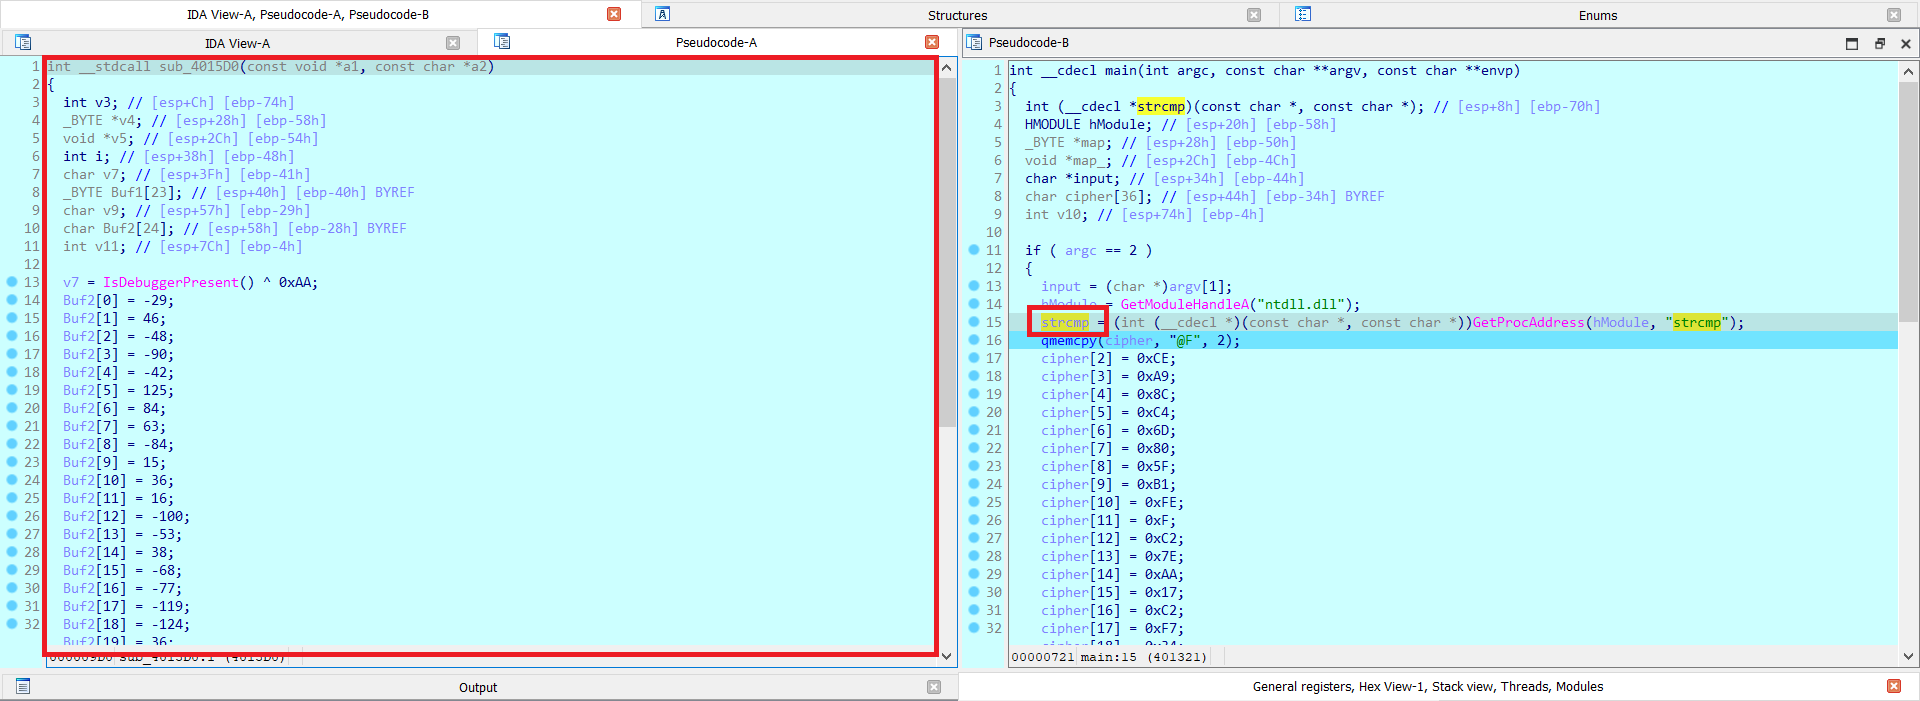 IDA View-A, Pseudocode-A, Pseudocode-B
Structures
Enums
IDA View-A
Pseudocode-A
1 int __stdcall sub_4015D0(const void *a1, const char *a2)
2 {
3 int v3; // [esp+Ch] [ebp-74h]
4 _BYTE *v4; // [esp+28h] [ebp-58h]
5 void *v5; // [esp+2Ch] [ebp-54h]
6 int i; // [esp+38h] [ebp-48h]
7 char v7; // [esp+3Fh] [ebp-41h]
8 _BYTE Buf1[23]; // [esp+40h] [ebp-40h] BYREF
9 char v9; // [esp+57h] [ebp-29h]
10 char Buf2[24]; // [esp+58h] [ebp-28h] BYREF
11 int v11; // [esp+7Ch] [ebp-4h]
12
13 v7 = IsDebuggerPresent() ^ 0xAA;
14 Buf2[0] = -29;
15 Buf2[1] = 46;
16 Buf2[2] = -48;
17 Buf2[3] = -90;
18 Buf2[4] = -42;
19 Buf2[5] = 125;
20 Buf2[6] = 84;
21 Buf2[7] = 63;
22 Buf2[8] = -84;
23 Buf2[9] = 15;
24 Buf2[10] = 36;
25 Buf2[11] = 16;
26 Buf2[12] = -100;
27 Buf2[13] = -53;
28 Buf2[14] = 38;
29 Buf2[15] = -68;
30 Buf2[16] = -77;
31 Buf2[17] = -119;
32 Buf2[18] = -124;
Buf2[19] = 36;
000009D0 sub_4015D0:1 (4015D0)
Pseudocode-B
1 int __cdecl main(int argc, const char **argv, const char **envp)
2 {
3 int (__cdecl *strcmp)(const char *, const char *); // [esp+8h] [ebp-70h]
4 HMODULE hModule; // [esp+20h] [ebp-58h]
5 _BYTE *map; // [esp+28h] [ebp-50h]
6 void *map_; // [esp+2Ch] [ebp-4Ch]
7 char *input; // [esp+34h] [ebp-44h]
8 char cipher[36]; // [esp+44h] [ebp-34h] BYREF
9 int v10; // [esp+74h] [ebp-4h]
10
11 if ( argc == 2 )
12 {
13 input = (char *)argv[1];
14 hModule = GetModuleHandleA("ntdll.dll");
15 strcmp = (int (__cdecl *)(const char *, const char *))GetProcAddress(hModule, "strcmp");
16 qmemcpy(cipher, "@F", 2);
17 cipher[2] = 0xCE;
18 cipher[3] = 0xA9;
19 cipher[4] = 0x8C;
20 cipher[5] = 0xC4;
21 cipher[6] = 0x6D;
22 cipher[7] = 0x80;
23 cipher[8] = 0x5F;
24 cipher[9] = 0xB1;
25 cipher[10] = 0xFE;
26 cipher[11] = 0xF;
27 cipher[12] = 0xC2;
28 cipher[13] = 0x7E;
29 cipher[14] = 0xAA;
30 cipher[15] = 0x17;
31 cipher[16] = 0xC2;
32 cipher[17] = 0xF7;
00000721 main:15 (401321)
Output
General registers, Hex View-1, Stack view, Threads, Modules